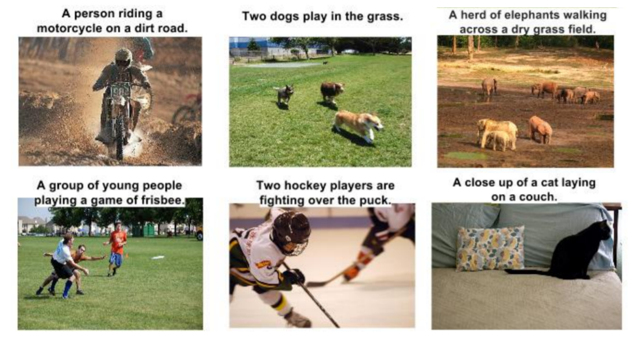 A person riding a
motorcycle on a dirt road.
Two dogs play in the grass.
A herd of elephants walking
across a dry grass field.
A group of young people
playing a game of frisbee.
Two hockey players are
fighting over the puck.
A close up of a cat laying
on a couch.